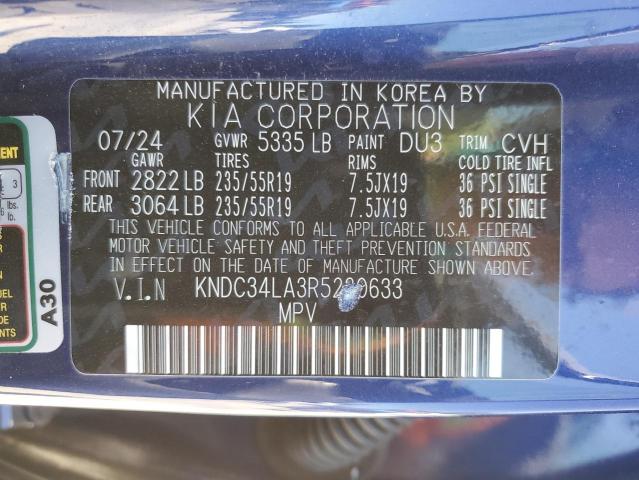 MANUFACTURED IN KOREA BY
KIA CORPORATION
07/24 GVWR 5335 LB PAINT DU3 TRIM CVH
GAWR TIRES RIMS COLD TIRE INFL
FRONT 2822 LB 235/55R19 7.5JX19 36 PSI SINGLE
REAR 3064 LB 235/55R19 7.5JX19 36 PSI SINGLE
THIS VEHICLE CONFORMS TO ALL APPLICABLE U.S.A. FEDERAL
MOTOR VEHICLE SAFETY AND THEFT PREVENTION STANDARDS
IN EFFECT ON THE DATE OF MANUFACTURE SHOWN ABOVE.
V.I.N
MPV
A30
3
lbs.
lb.